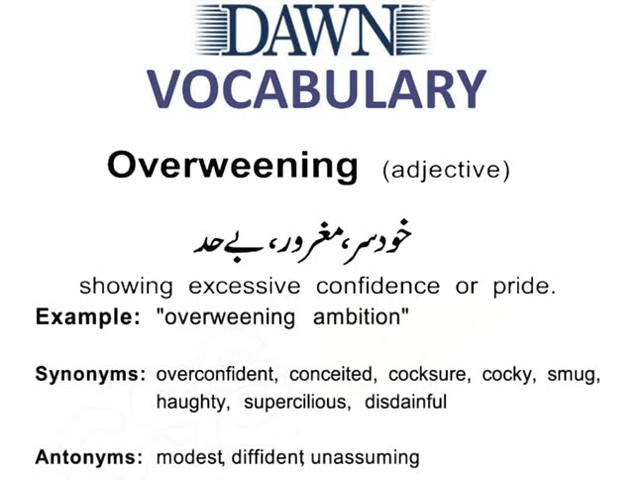 DAWN
VOCABULARY
Overweening (adjective)
خودسر، مغرور، بے حد
showing excessive confidence or pride.
Example: "overweening ambition"
Synonyms: overconfident, conceited, cocksure, cocky, smug,
haughty, supercilious, disdainful
Antonyms: modest, diffident, unassuming